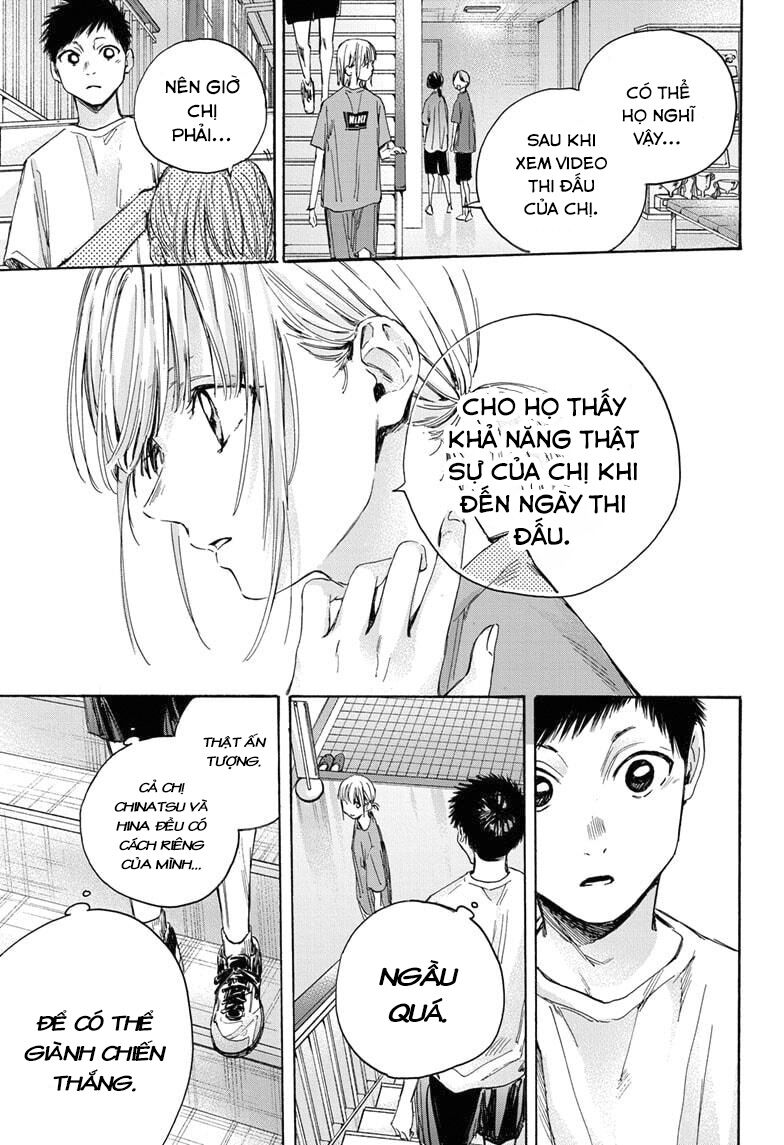 CÓ THỂ
HỌ NGHĨ
VẬY...
SAU KHI
XEM VIDEO
THI ĐẤU
CỦA CHỊ.
NÊN GIỜ
CHỊ
PHẢI...
CHO HỌ THẤY
KHẢ NĂNG THẬT
SỰ CỦA CHỊ KHI
ĐẾN NGÀY THI
ĐẤU.
NGẦU
QUÁ.
THẬT ẤN
TƯỢNG.
CẢ CHỊ
CHINATSU VÀ
HINA ĐỀU CÓ
CÁCH RIÊNG
CỦA MÌNH...
ĐỂ CÓ THỂ
GIÀNH CHIẾN
THẮNG.